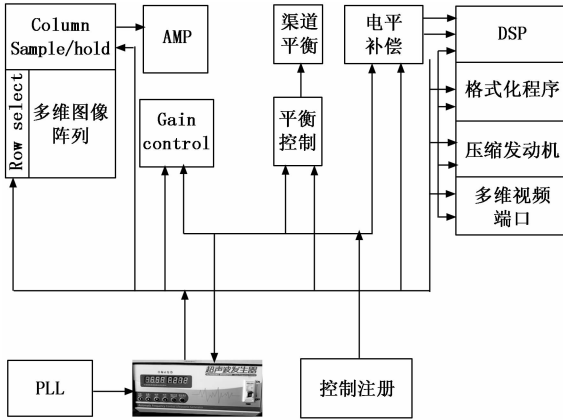 Column
Sample/hold
AMP
渠道
平衡
电平
补偿
DSP
格式化程序
压缩发动机
多维视频
端口
Row select
多维图像
阵列
Gain
control
平衡
控制
PLL
超声波发生器
控制注册